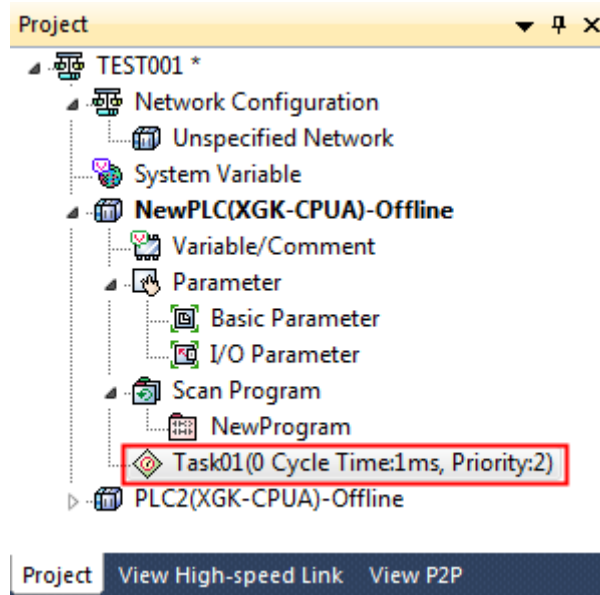 Project
TEST001 *
Network Configuration
Unspecified Network
System Variable
NewPLC(XGK-CPUA)-Offline
Variable/Comment
Parameter
Basic Parameter
I/O Parameter
Scan Program
NewProgram
Task01(0 Cycle Time:1ms, Priority:2)
PLC2(XGK-CPUA)-Offline
Project View High-speed Link View P2P